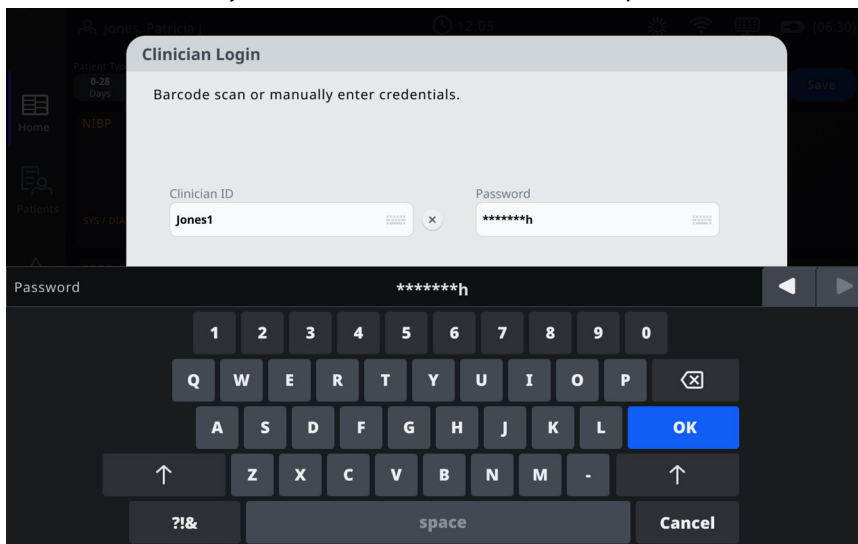 Jones, Patricia J 12:05 (06:30)
Clinician Login
Patient Typ
0-28
Days
Save
Barcode scan or manually enter credentials.
Home
NIBP
Clinician ID Password
Patients
Jones1 *******h
SYS / DIA
Password *******h
1 2 3 4 5 6 7 8 9 0
Q W E R T Y U I O P
A S D F G H J K L OK
Z X C V B N M -
?!& space Cancel